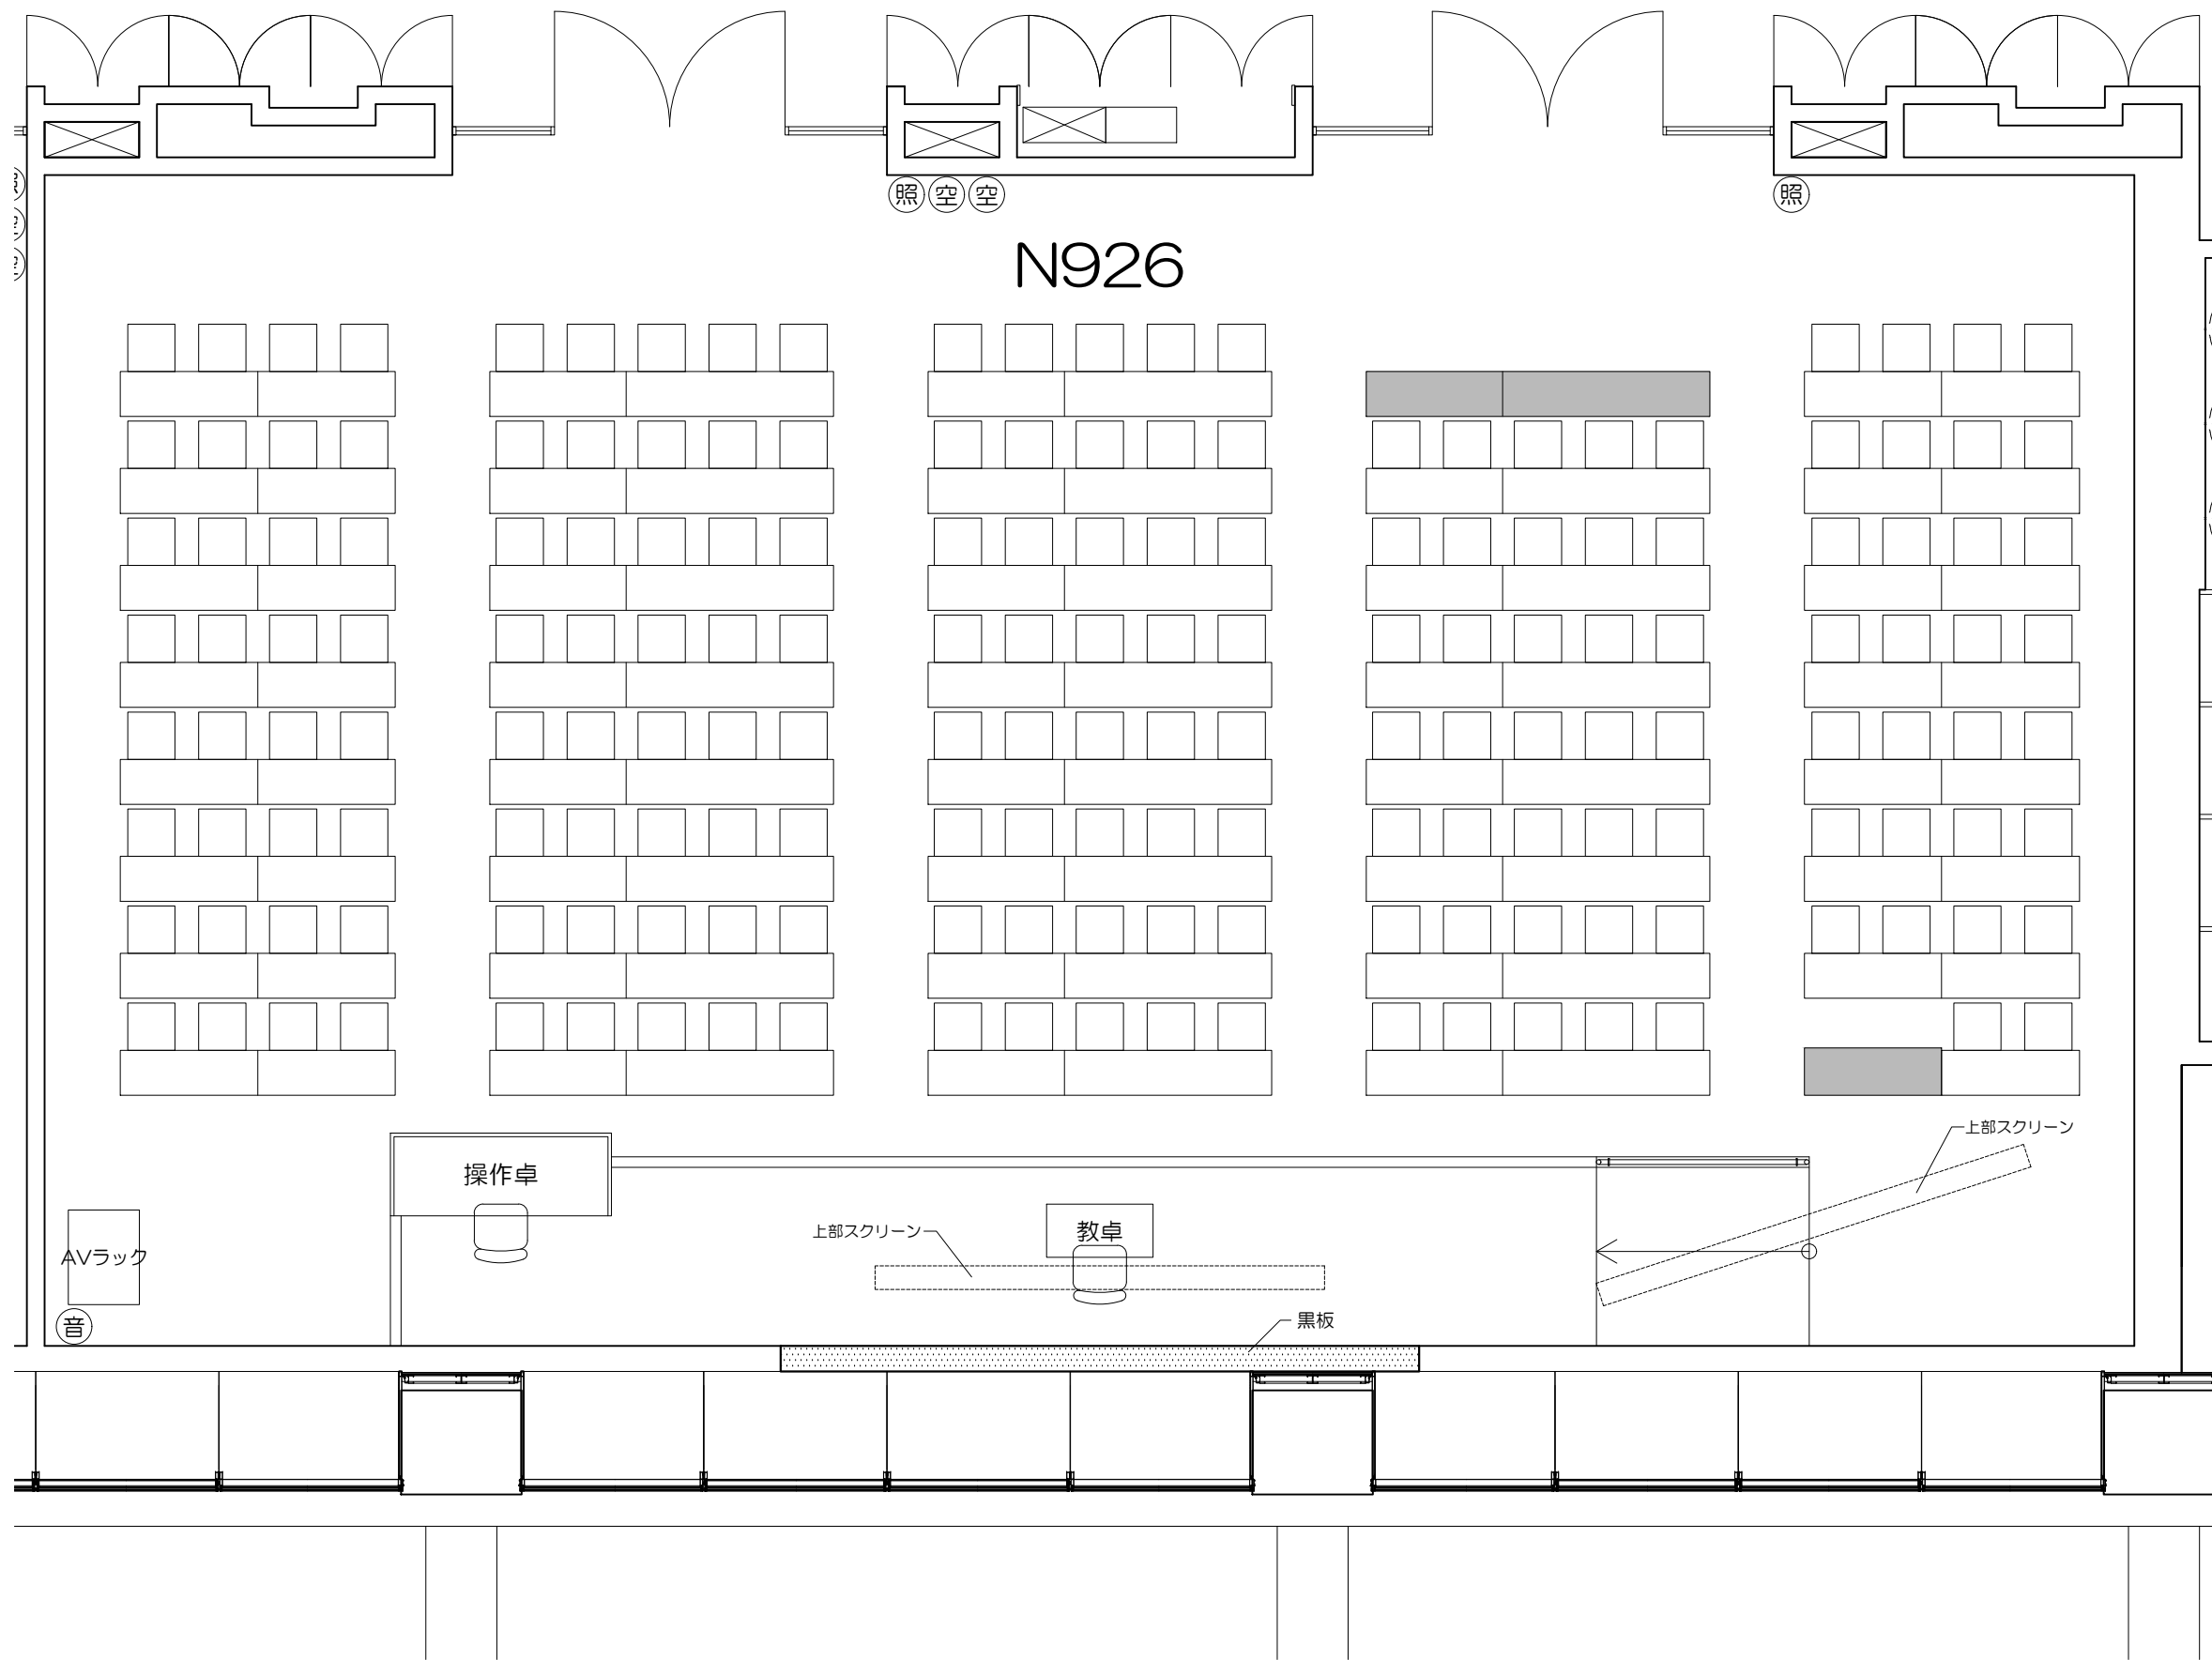 照 空 空
照
N926
上部スクリーン
操作卓
上部スクリーン
教卓
AVラック
黒板
音